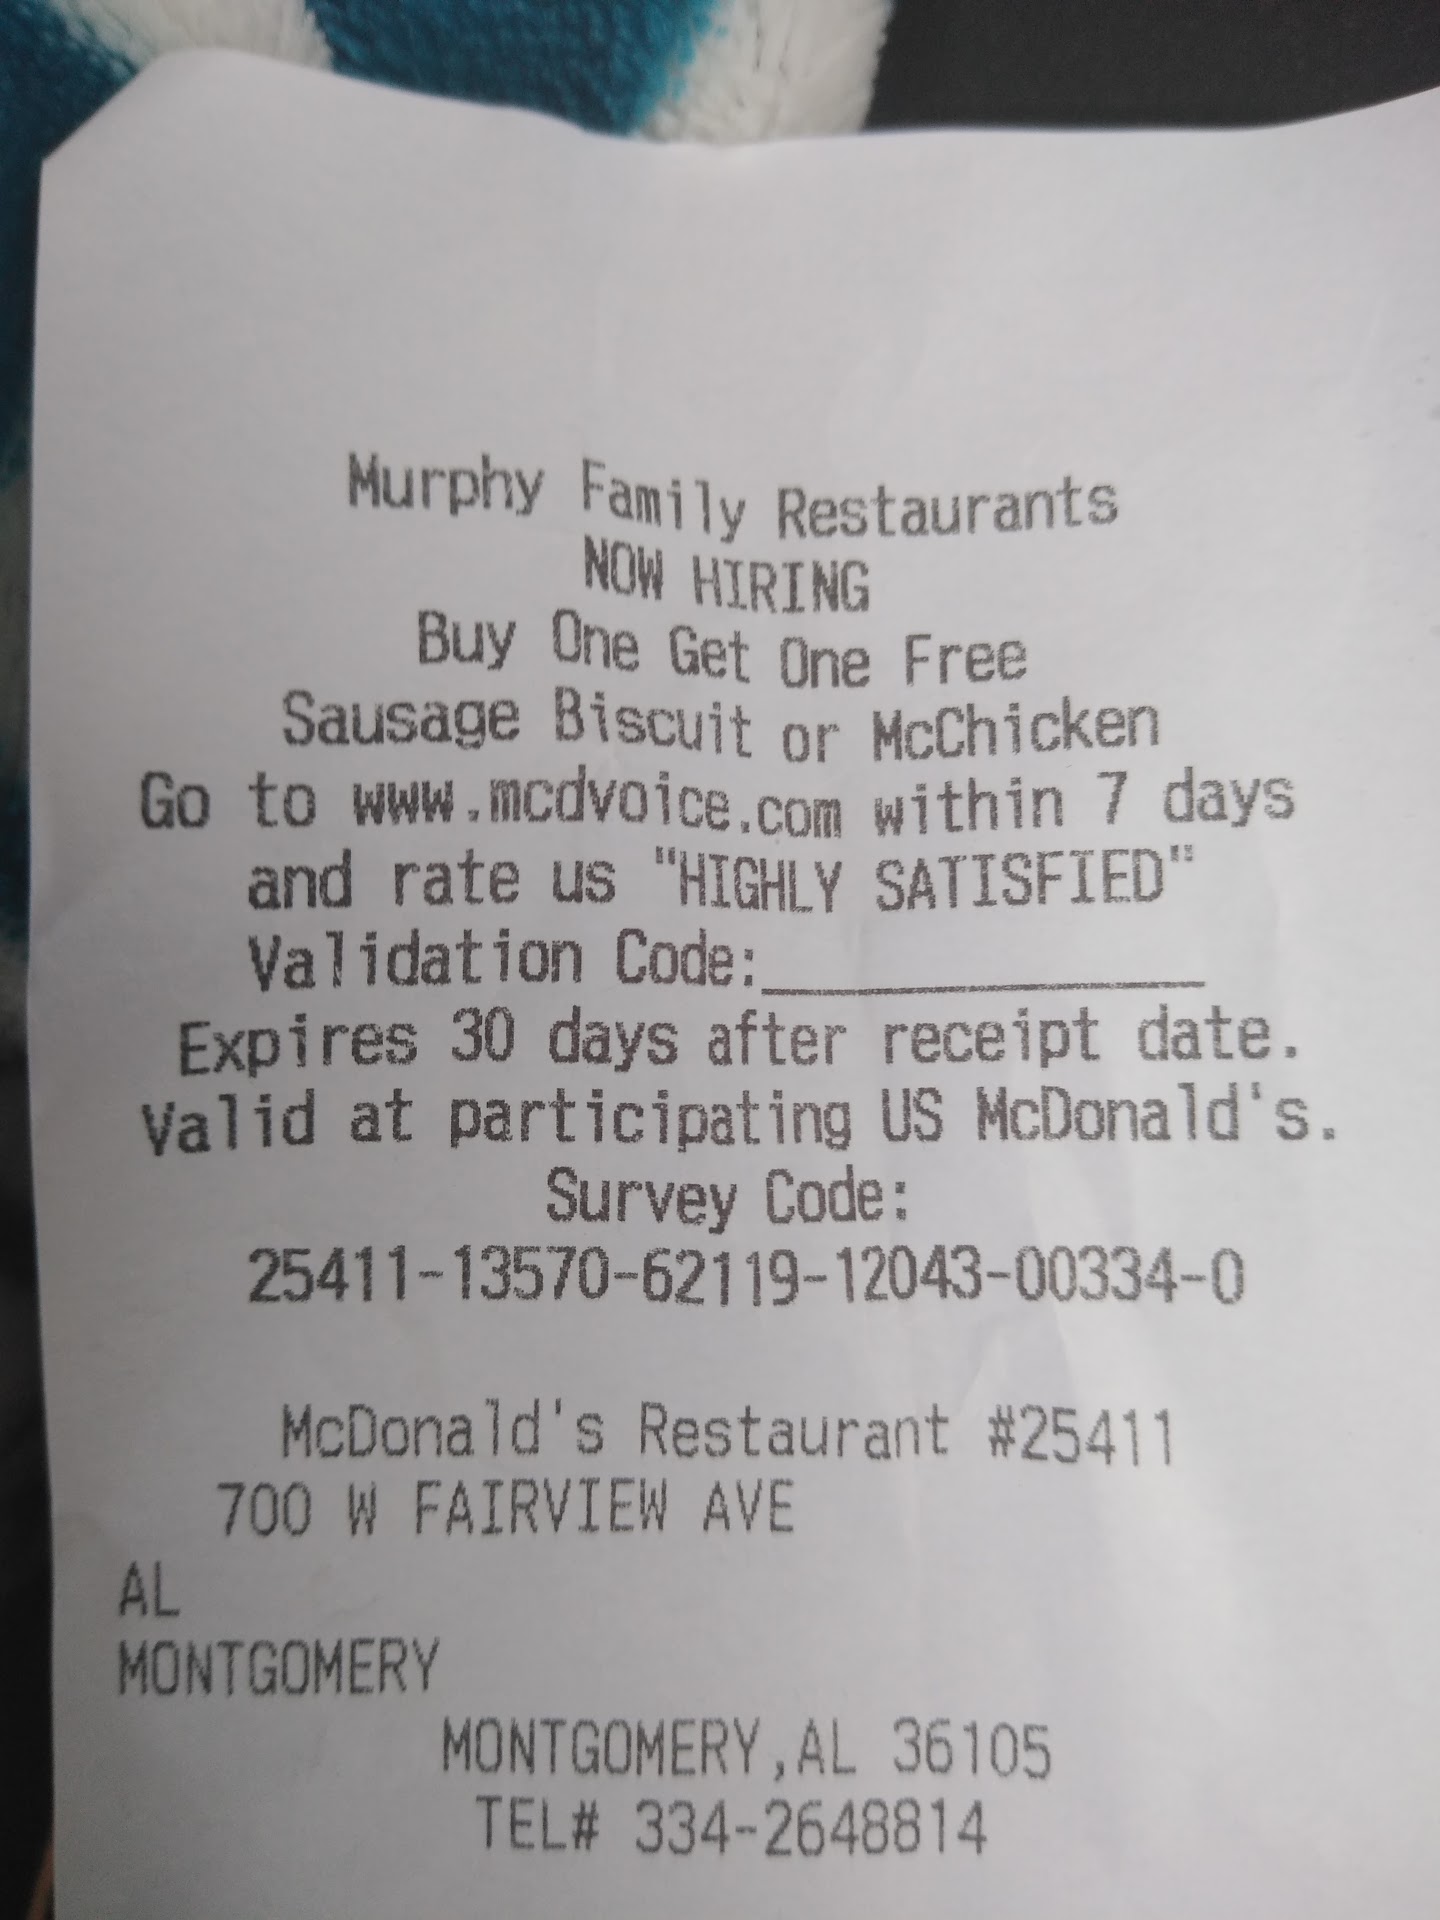 Murphy Family Restaurants
NOW HIRING
Buy One Get One Free
Sausage Biscuit or McChicken
Go to www.mcdvoice.com within 7 days
and rate us "HIGHLY SATISFIED"
Validation Code:______________
Expires 30 days after receipt date.
Valid at participating US McDonald's.
Survey Code:
25411-13570-62119-12043-00334-0
McDonald's Restaurant #25411
700 W FAIRVIEW AVE
AL
MONTGOMERY
MONTGOMERY,AL 36105
TEL# 334-2648814